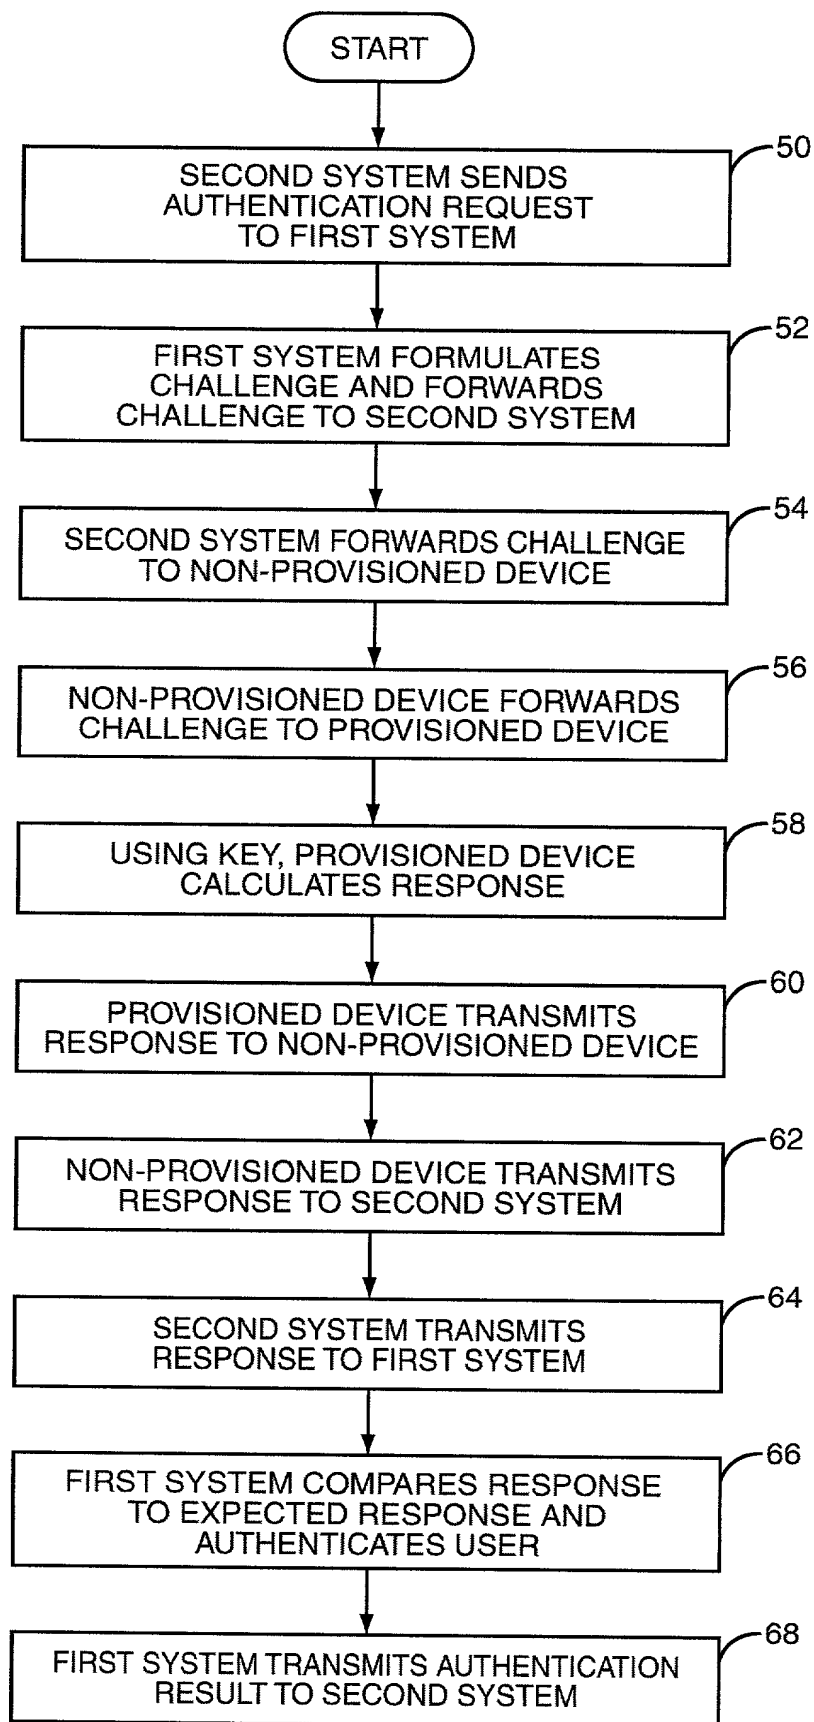 START
50
SECOND SYSTEM SENDS
AUTHENTICATION REQUEST
TO FIRST SYSTEM
52
FIRST SYSTEM FORMULATES
CHALLENGE AND FORWARDS
CHALLENGE TO SECOND SYSTEM
54
SECOND SYSTEM FORWARDS CHALLENGE
TO NON-PROVISIONED DEVICE
56
NON-PROVISIONED DEVICE FORWARDS
CHALLENGE TO PROVISIONED DEVICE
58
USING KEY, PROVISIONED DEVICE
CALCULATES RESPONSE
60
PROVISIONED DEVICE TRANSMITS
RESPONSE TO NON-PROVISIONED DEVICE
62
NON-PROVISIONED DEVICE TRANSMITS
RESPONSE TO SECOND SYSTEM
64
SECOND SYSTEM TRANSMITS
RESPONSE TO FIRST SYSTEM
66
FIRST SYSTEM COMPARES RESPONSE
TO EXPECTED RESPONSE AND
AUTHENTICATES USER
68
FIRST SYSTEM TRANSMITS AUTHENTICATION
RESULT TO SECOND SYSTEM